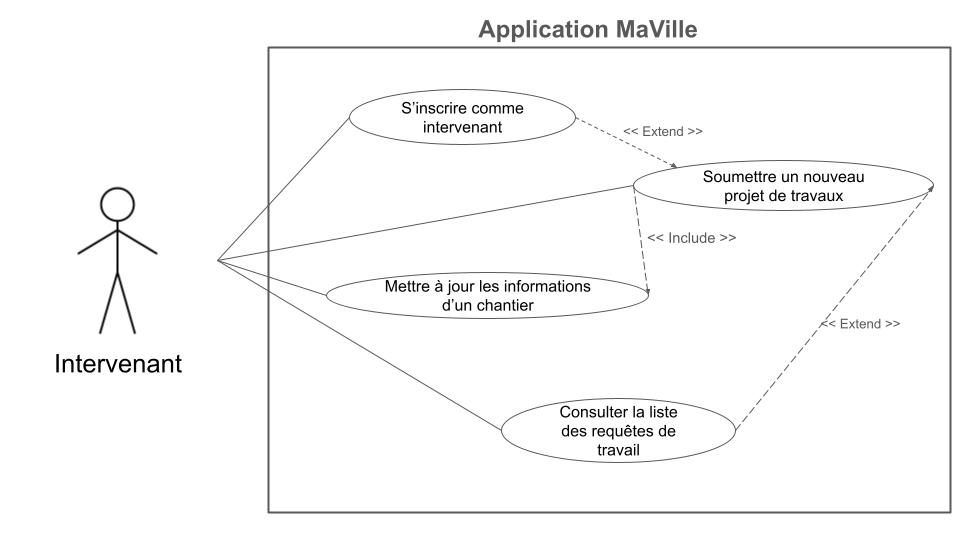 Application MaVille
S’inscrire comme
intervenant
<< Extend >>
Soumettre un nouveau
projet de travaux
<< Include >>
Mettre à jour les informations
d’un chantier
<< Extend >>
Intervenant
Consulter la liste
des requêtes de
travail